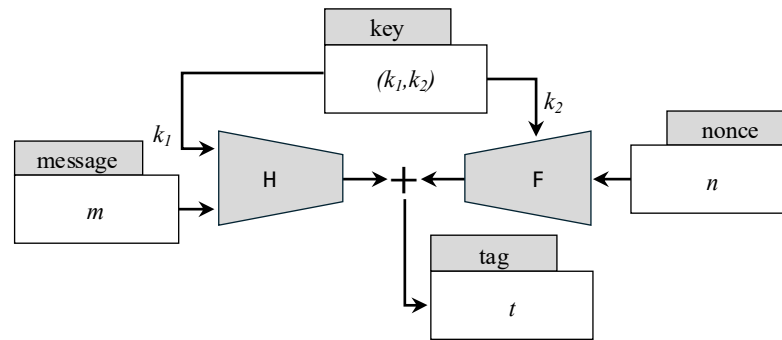 key
(k1,k2)
k1
k2
message
m
H
+
F
nonce
n
tag
t